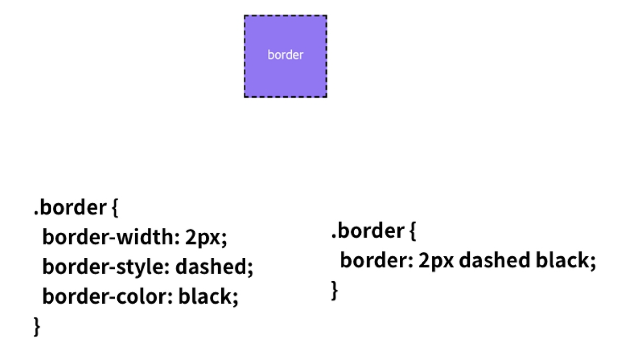 border
.border {
border-width: 2px;
border-style: dashed;
border-color: black;
}
.border {
border: 2px dashed black;
}